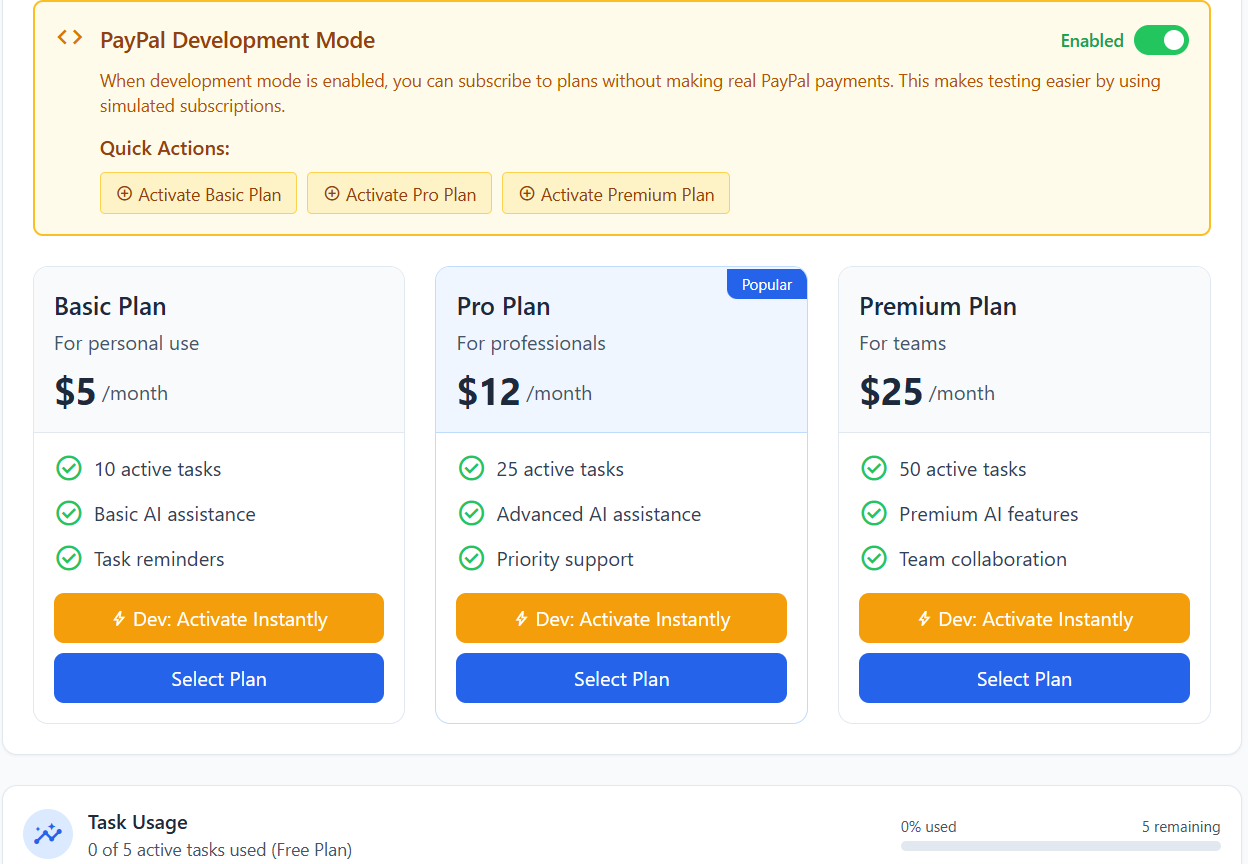 PayPal Development Mode
Enabled
When development mode is enabled, you can subscribe to plans without making real PayPal payments. This makes testing easier by using
simulated subscriptions.
Quick Actions:
Activate Basic Plan
Activate Pro Plan
Activate Premium Plan
Basic Plan
For personal use
$5 /month
10 active tasks
Basic AI assistance
Task reminders
Dev: Activate Instantly
Select Plan
Popular
Pro Plan
For professionals
$12 /month
25 active tasks
Advanced AI assistance
Priority support
Dev: Activate Instantly
Select Plan
Premium Plan
For teams
$25 /month
50 active tasks
Premium AI features
Team collaboration
Dev: Activate Instantly
Select Plan
Task Usage
0 of 5 active tasks used (Free Plan)
0% used
5 remaining